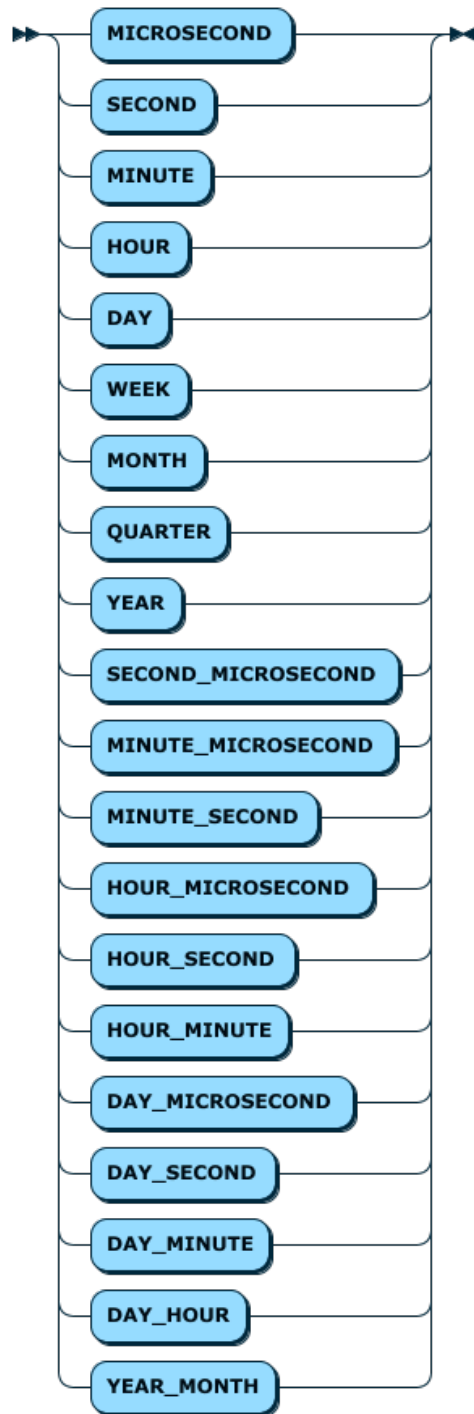 MICROSECOND
SECOND
MINUTE
HOUR
DAY
WEEK
MONTH
QUARTER
YEAR
SECOND_MICROSECOND
MINUTE_MICROSECOND
MINUTE_SECOND
HOUR_MICROSECOND
HOUR_SECOND
HOUR_MINUTE
DAY_MICROSECOND
DAY_SECOND
DAY_MINUTE
DAY_HOUR
YEAR_MONTH